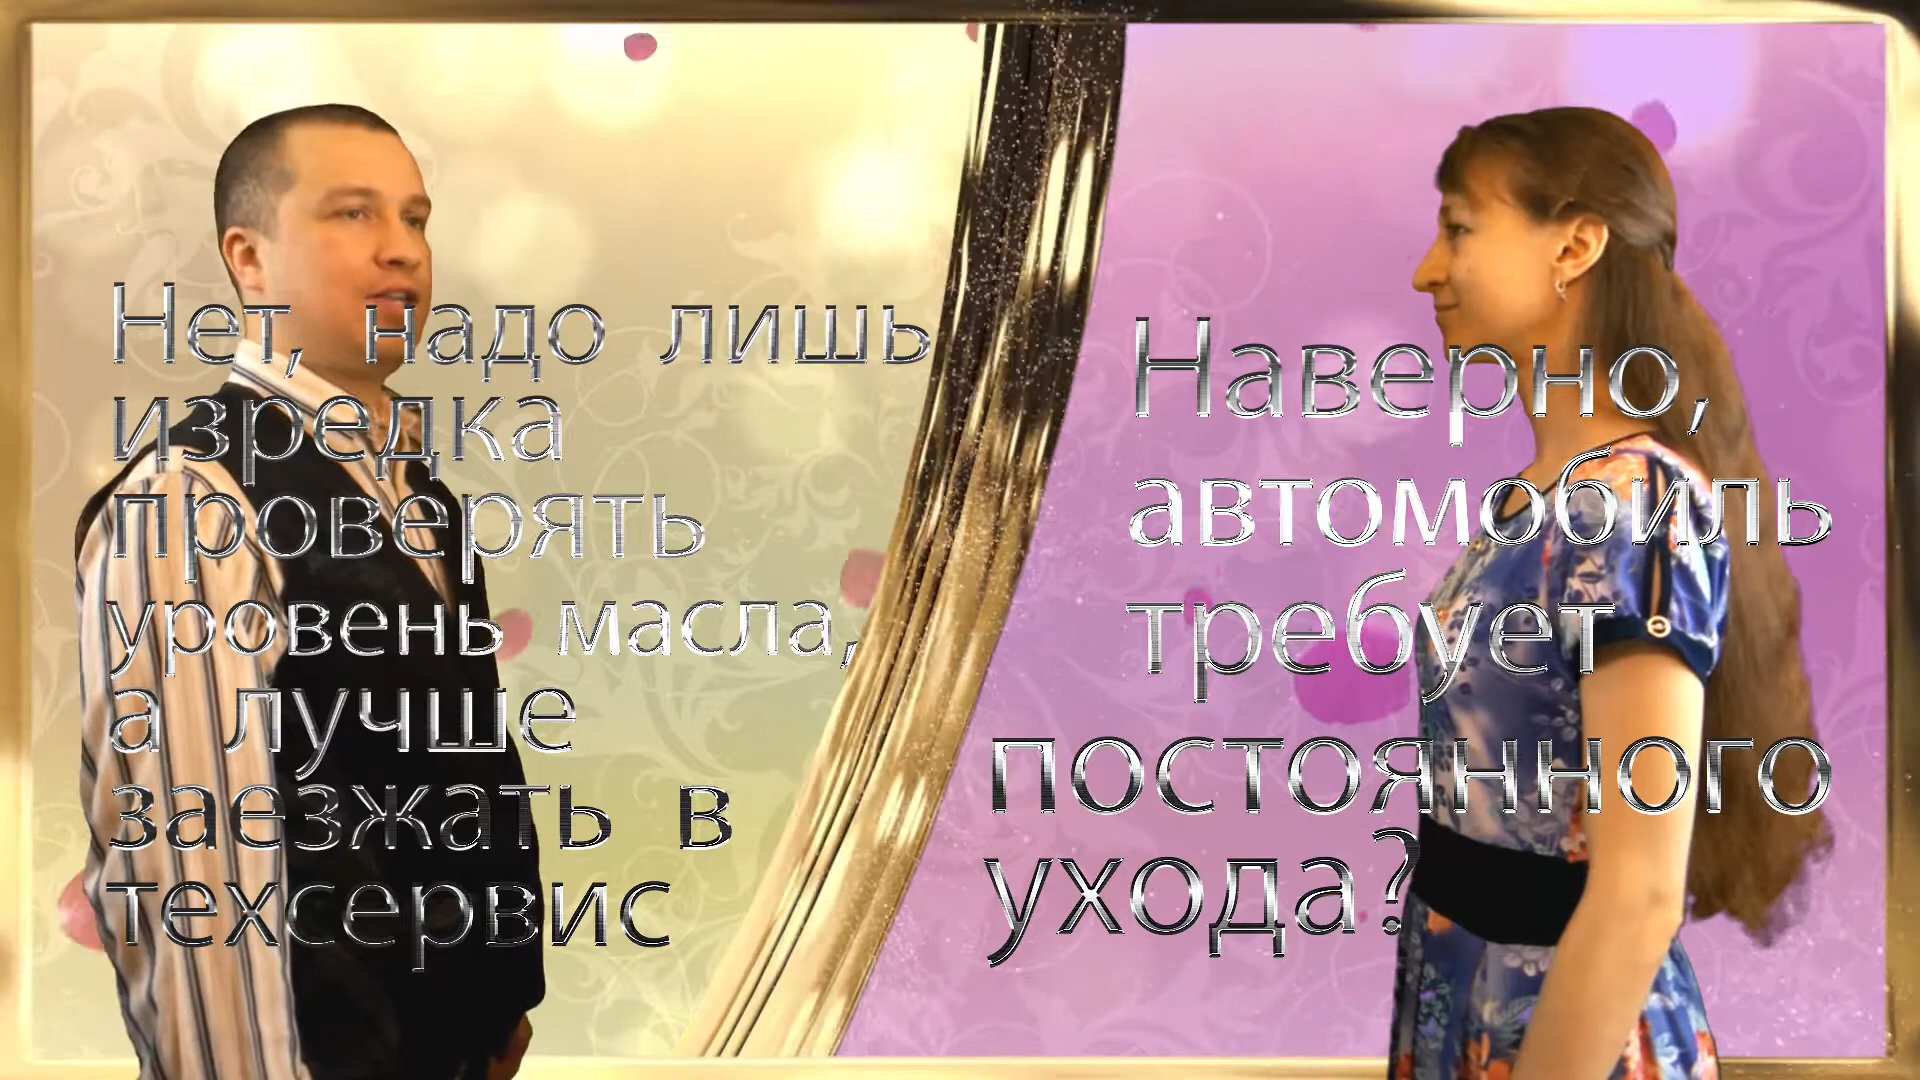 Нет, надо лишь
изредка
проверять
уровень масла,
а лучше
заезжать в
техсервис
Наверно,
автомобиль
требует
постоянного
ухода?